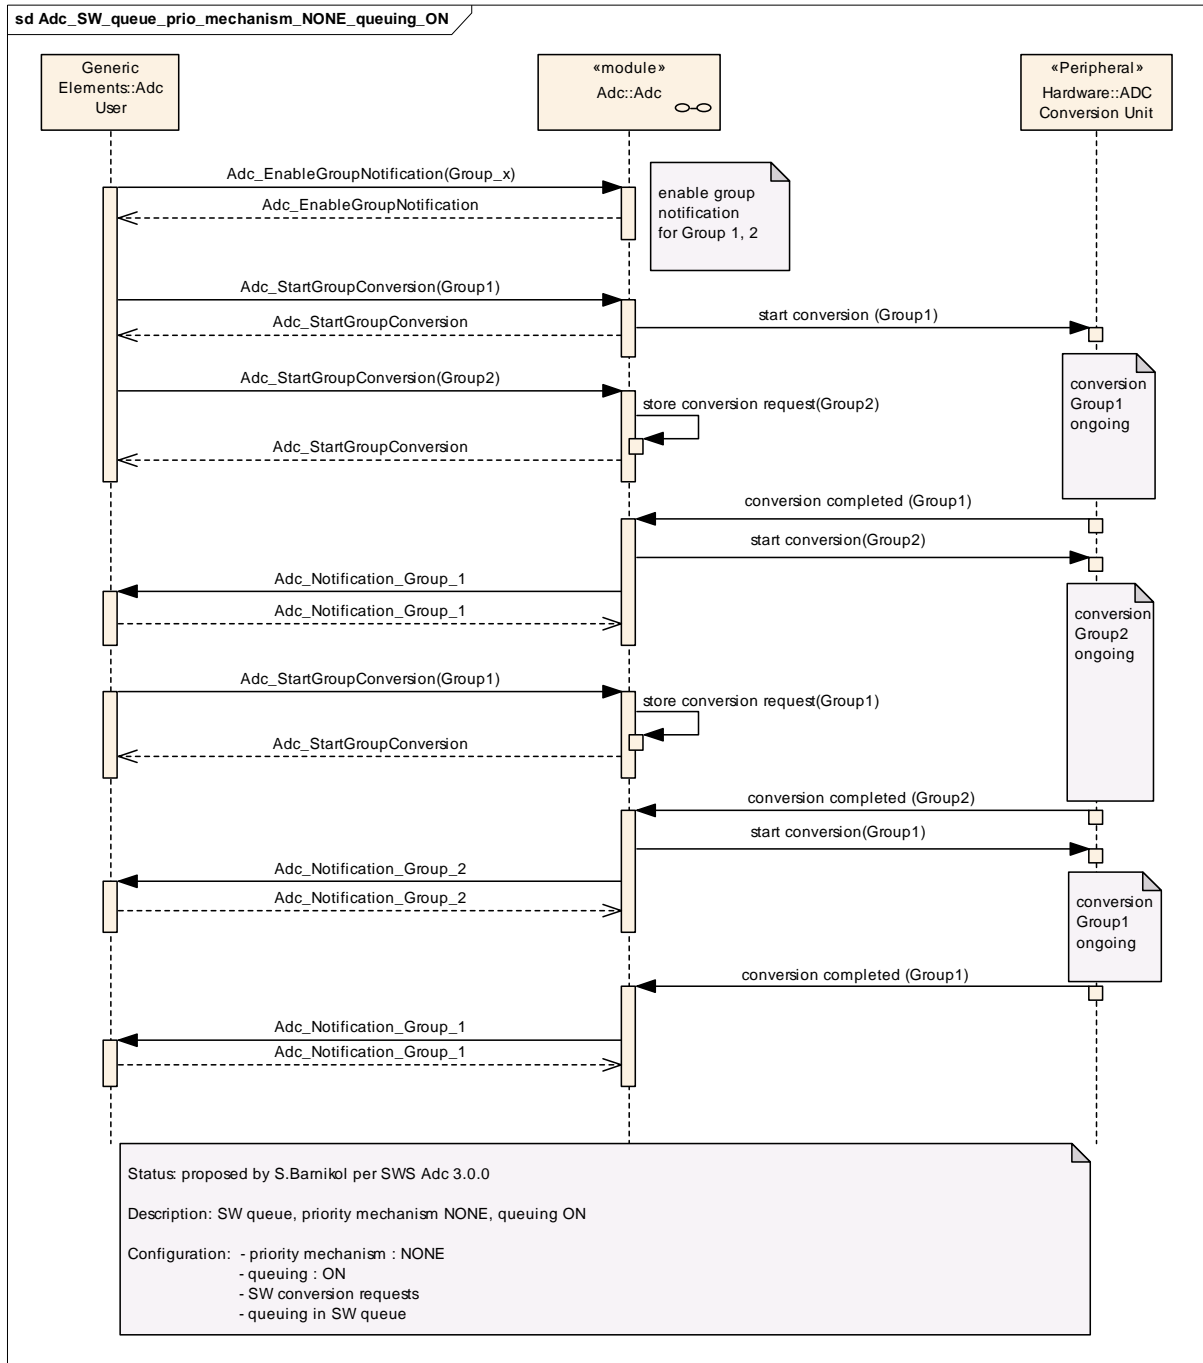 sd Adc_SW_queue_prio_mechanism_NONE_queuing_ON
Generic
Elements::Adc
User
«module»
Adc::Adc
«Peripheral»
Hardware::ADC
Conversion Unit
Adc_EnableGroupNotification(Group_x)
Adc_EnableGroupNotification
enable group
notification
for Group 1, 2
Adc_StartGroupConversion(Group1)
Adc_StartGroupConversion
start conversion (Group1)
Adc_StartGroupConversion(Group2)
store conversion request(Group2)
Adc_StartGroupConversion
conversion
Group1
ongoing
conversion completed (Group1)
start conversion(Group2)
Adc_Notification_Group_1
Adc_Notification_Group_1
conversion
Group2
ongoing
Adc_StartGroupConversion(Group1)
store conversion request(Group1)
Adc_StartGroupConversion
conversion completed (Group2)
start conversion(Group1)
Adc_Notification_Group_2
Adc_Notification_Group_2
conversion
Group1
ongoing
conversion completed (Group1)
Adc_Notification_Group_1
Adc_Notification_Group_1
Status: proposed by S.Barnikol per SWS Adc 3.0.0
Description: SW queue, priority mechanism NONE, queuing ON
Configuration:  - priority mechanism : NONE
- queuing : ON
- SW conversion requests
- queuing in SW queue